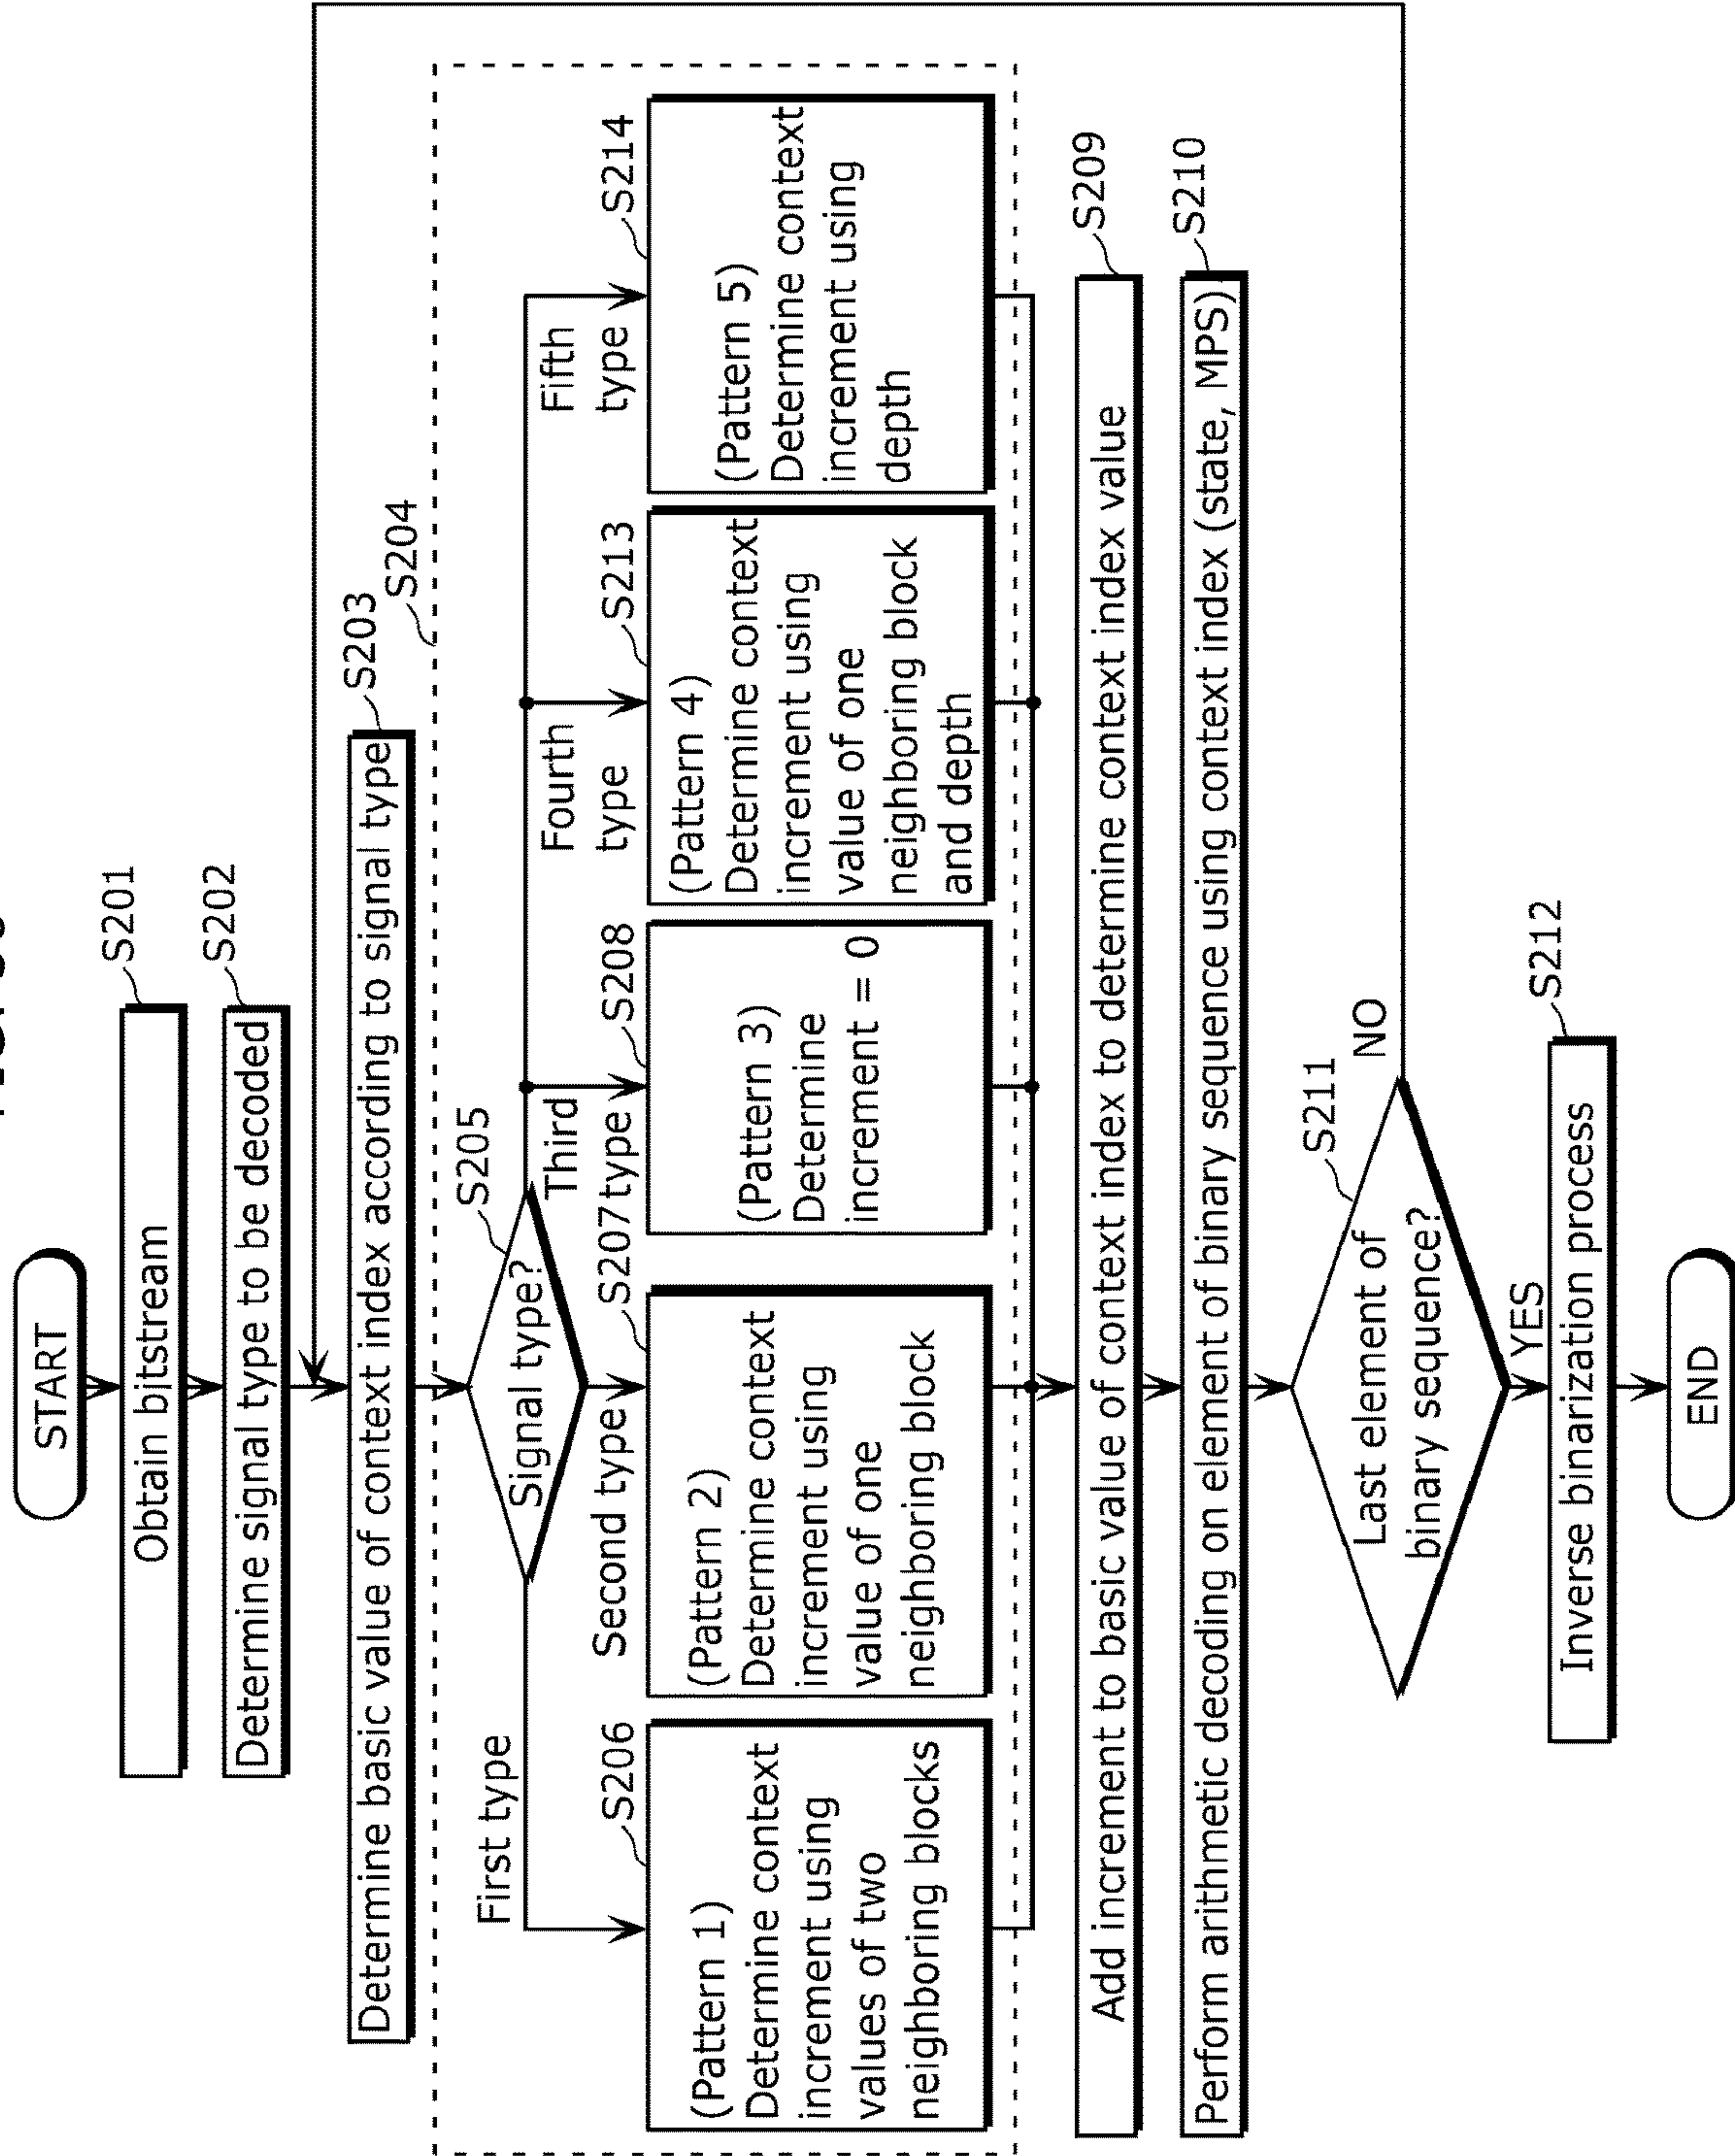 START
S201
Obtain bitstream
S202
Determine signal type to be decoded
S203
Determine basic value of context index according to signal type
S204
S205
Signal type?
First type
Second type
Third
type
Fourth
type
Fifth
type
S206
(Pattern 1)
Determine context
increment using
values of two
neighboring blocks
S207
(Pattern 2)
Determine context
increment using
value of one
neighboring block
S208
(Pattern 3)
Determine
increment = 0
S213
(Pattern 4)
Determine context
increment using
value of one
neighboring block
and depth
S214
(Pattern 5)
Determine context
increment using
depth
S209
Add increment to basic value of context index to determine context index value
S210
Perform arithmetic decoding on element of binary sequence using context index (state, MPS)
S211
Last element of
binary sequence?
NO
YES
S212
Inverse binarization process
END